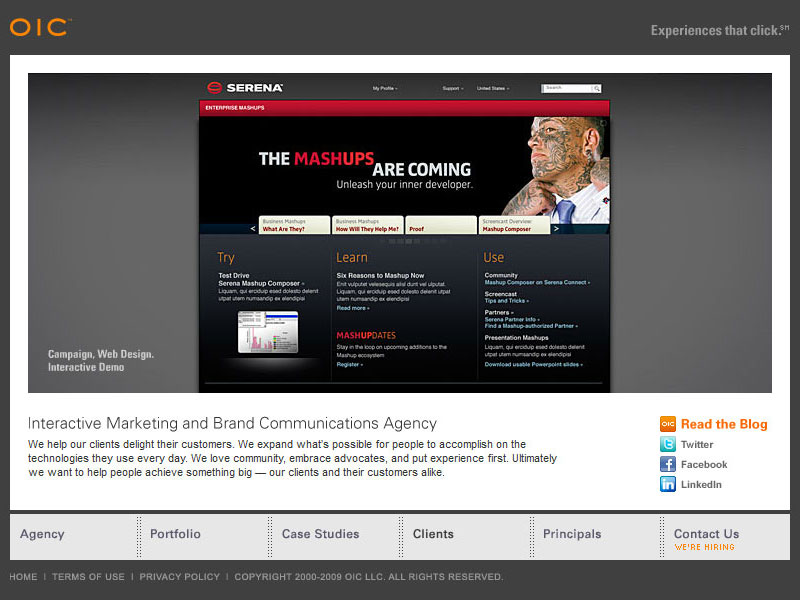 OIC™
Experiences that click.℠
SERENA
My Profile
Support
United States
Search
ENTERPRISE MASHUPS
THE MASHUPS
ARE COMING
Unleash your inner developer.
Business Mashups
What Are They?
Business Mashups
How Will They Help Me?
Proof
Screencast Overview
Mashup Composer
Try
Test Drive
Serena Mashup Composer »
Liquam, qui erciduip esed dolesto delenit
utpat utem numsandip ex elendipisi
Learn
Six Reasons to Mashup Now
Enit vulputet velesequis alisl dunt vel ulputat.
Liquam, qui erciduip esed dolesto delenit utpat
utem numsandip ex elendipisi
Read more »
MASHUPDATES
Stay in the loop on upcoming additions to the
Mashup ecosystem
Register »
Use
Community
Mashup Composer on Serena Connect »
Screencast
Tips and Tricks »
Partners »
Serena Partner Info »
Find a Mashup-authorized Partner »
Presentation Mashups
Liquam, qui erciduip esed dolesto delenit
utpat utem numsandip ex elendipisi
Download usable Powerpoint slides »
Campaign, Web Design.
Interactive Demo
Interactive Marketing and Brand Communications Agency
We help our clients delight their customers. We expand what's possible for people to accomplish on the
technologies they use every day. We love community, embrace advocates, and put experience first. Ultimately
we want to help people achieve something big — our clients and their customers alike.
OIC Read the Blog
Twitter
Facebook
LinkedIn
Agency
Portfolio
Case Studies
Clients
Principals
Contact Us
WE'RE HIRING
HOME | TERMS OF USE | PRIVACY POLICY | COPYRIGHT 2000-2009 OIC LLC. ALL RIGHTS RESERVED.